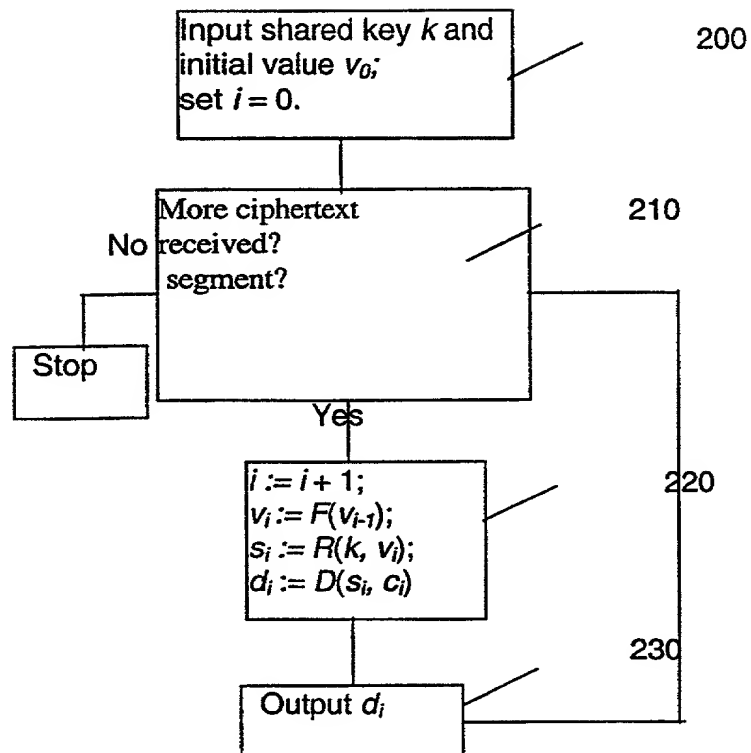 Input shared key k and
initial value v₀;
set i = 0.
200
More ciphertext
210
No received?
segment?
Stop
Yes
i := i + 1;
vᵢ := F(vᵢ₋₁);
sᵢ := R(k, vᵢ);
dᵢ := D(sᵢ, cᵢ)
220
230
Output dᵢ